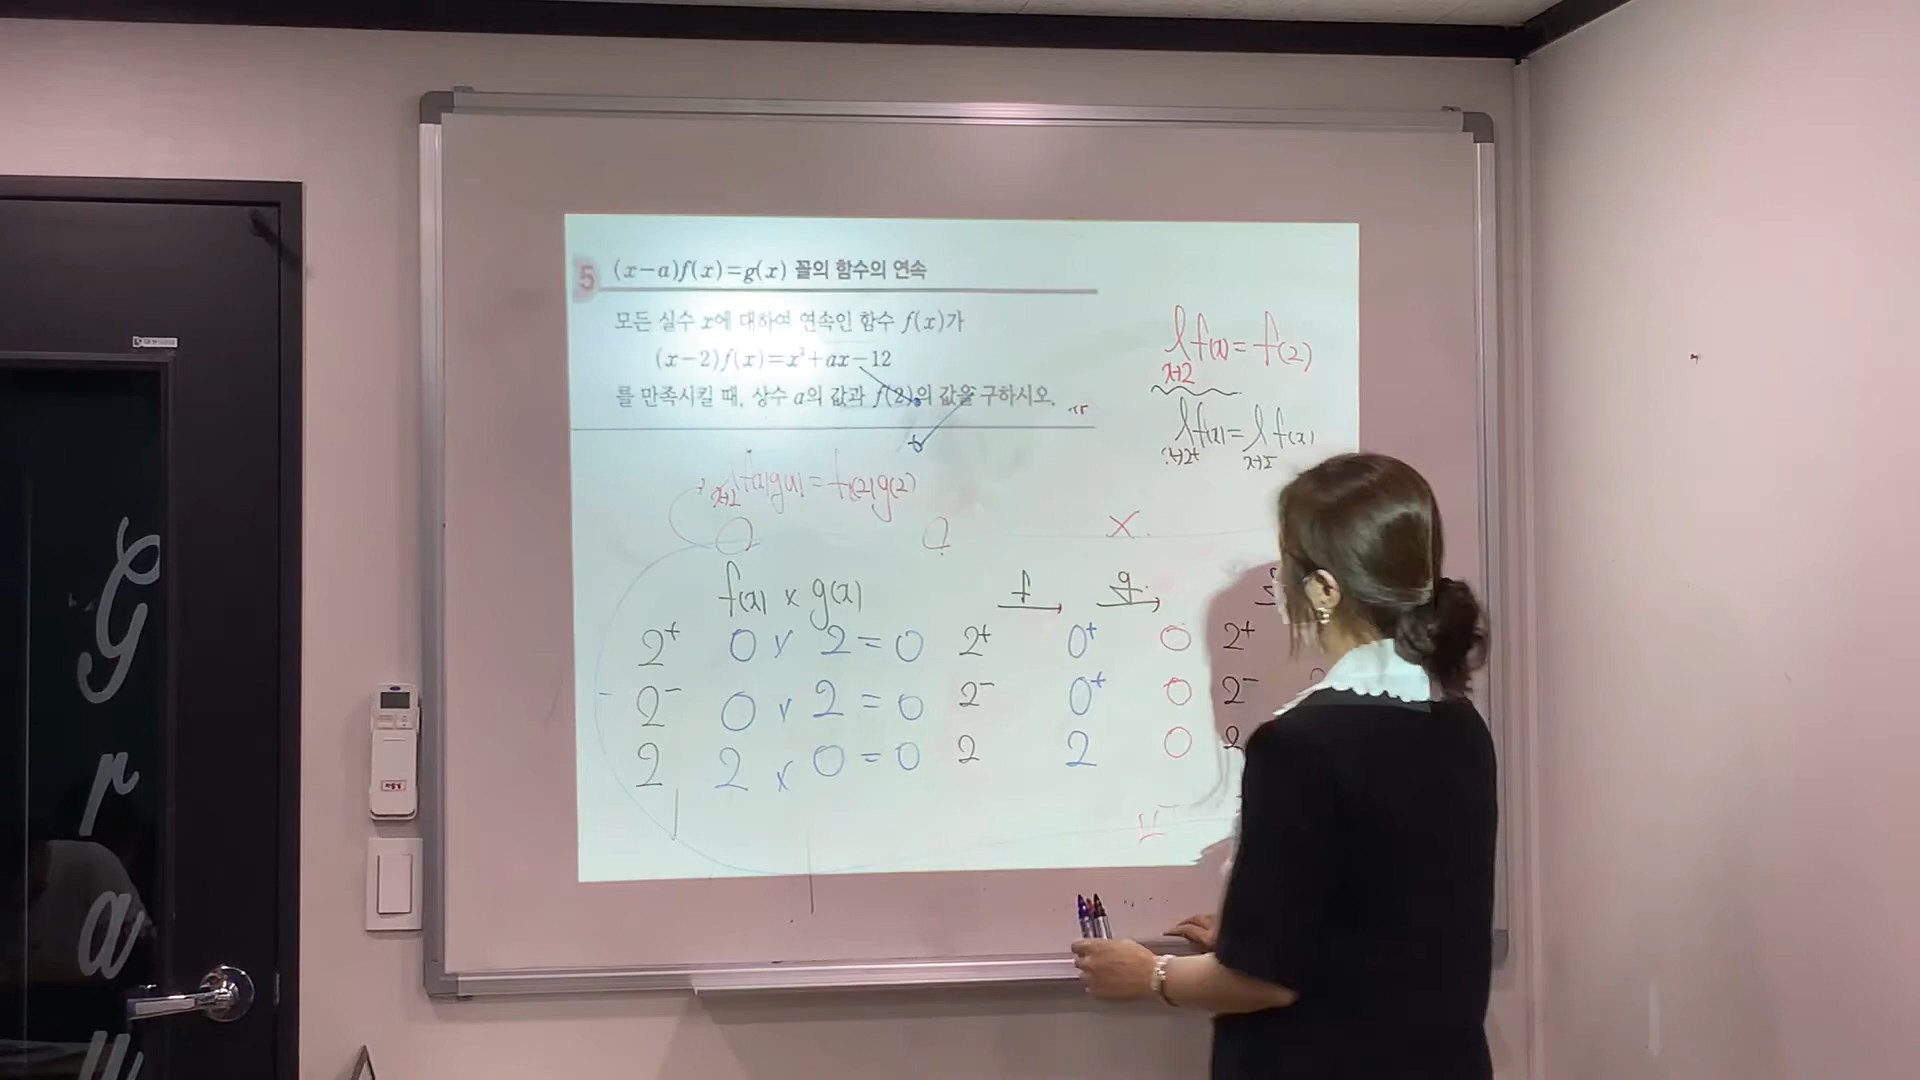 5 (x-a)f(x)=g(x) 꼴의 함수의 연속
모든 실수 x에 대하여 연속인 함수 f(x)가
(x-2)f(x)=x²+ax-12
를 만족시킬 때, 상수 a의 값과 f(2)의 값을 구하시오.
f(x)=f(2)
x→2
f(x)= f(x)
x→2+ x→2-
f(x)g(x)=f(2)g(2)
x→2
X
f(x) x g(x) f g
2+ 0 x 2 = 0 2+ 0+ 0 2+
2- 0 x 2 = 0 2- 0+ 0 2-
2 2 x 0 = 0 2 2 0 2
Gra